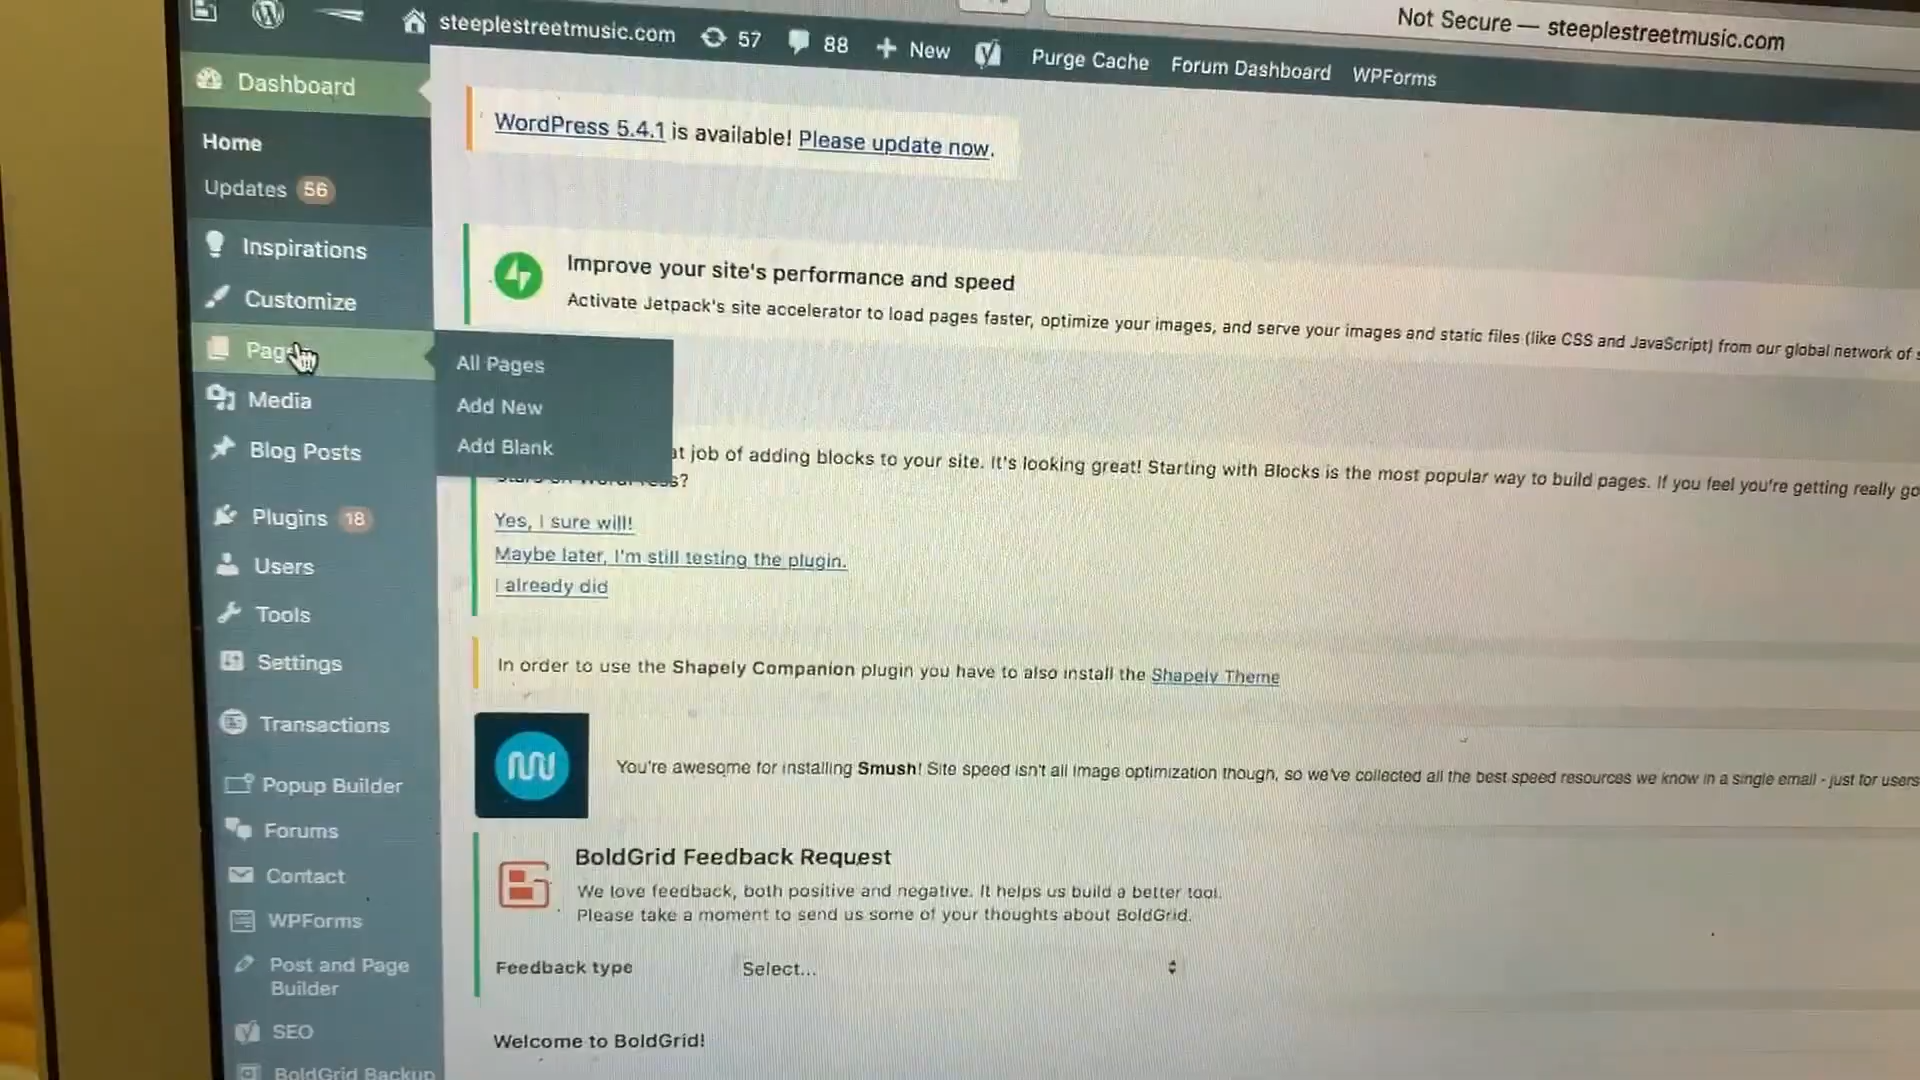 Not Secure — steeplestreetmusic.com
steeplestreetmusic.com 57 88 + New Purge Cache Forum Dashboard WPForms
Dashboard
Home
Updates 56
Inspirations
Customize
Pag
Media
Blog Posts
Plugins 18
Users
Tools
Settings
Transactions
Popup Builder
Forums
Contact
WPForms
Post and Page
Builder
SEO
BoldGrid Backup
All Pages
Add New
Add Blank
WordPress 5.4.1 is available! Please update now.
Improve your site's performance and speed
Activate Jetpack's site accelerator to load pages faster, optimize your images, and serve your images and static files (like CSS and JavaScript) from our global network of
at job of adding blocks to your site. It's looking great! Starting with Blocks is the most popular way to build pages. If you feel you're getting really go
s?
Yes, I sure will!
Maybe later, I'm still testing the plugin.
I already did
In order to use the Shapely Companion plugin you have to also install the Shapely Theme
You're awesome for installing Smush! Site speed isn't all image optimization though, so we've collected all the best speed resources we know in a single email - just for users
BoldGrid Feedback Request
We love feedback, both positive and negative. It helps us build a better tool.
Please take a moment to send us some of your thoughts about BoldGrid.
Feedback type Select...
Welcome to BoldGrid!